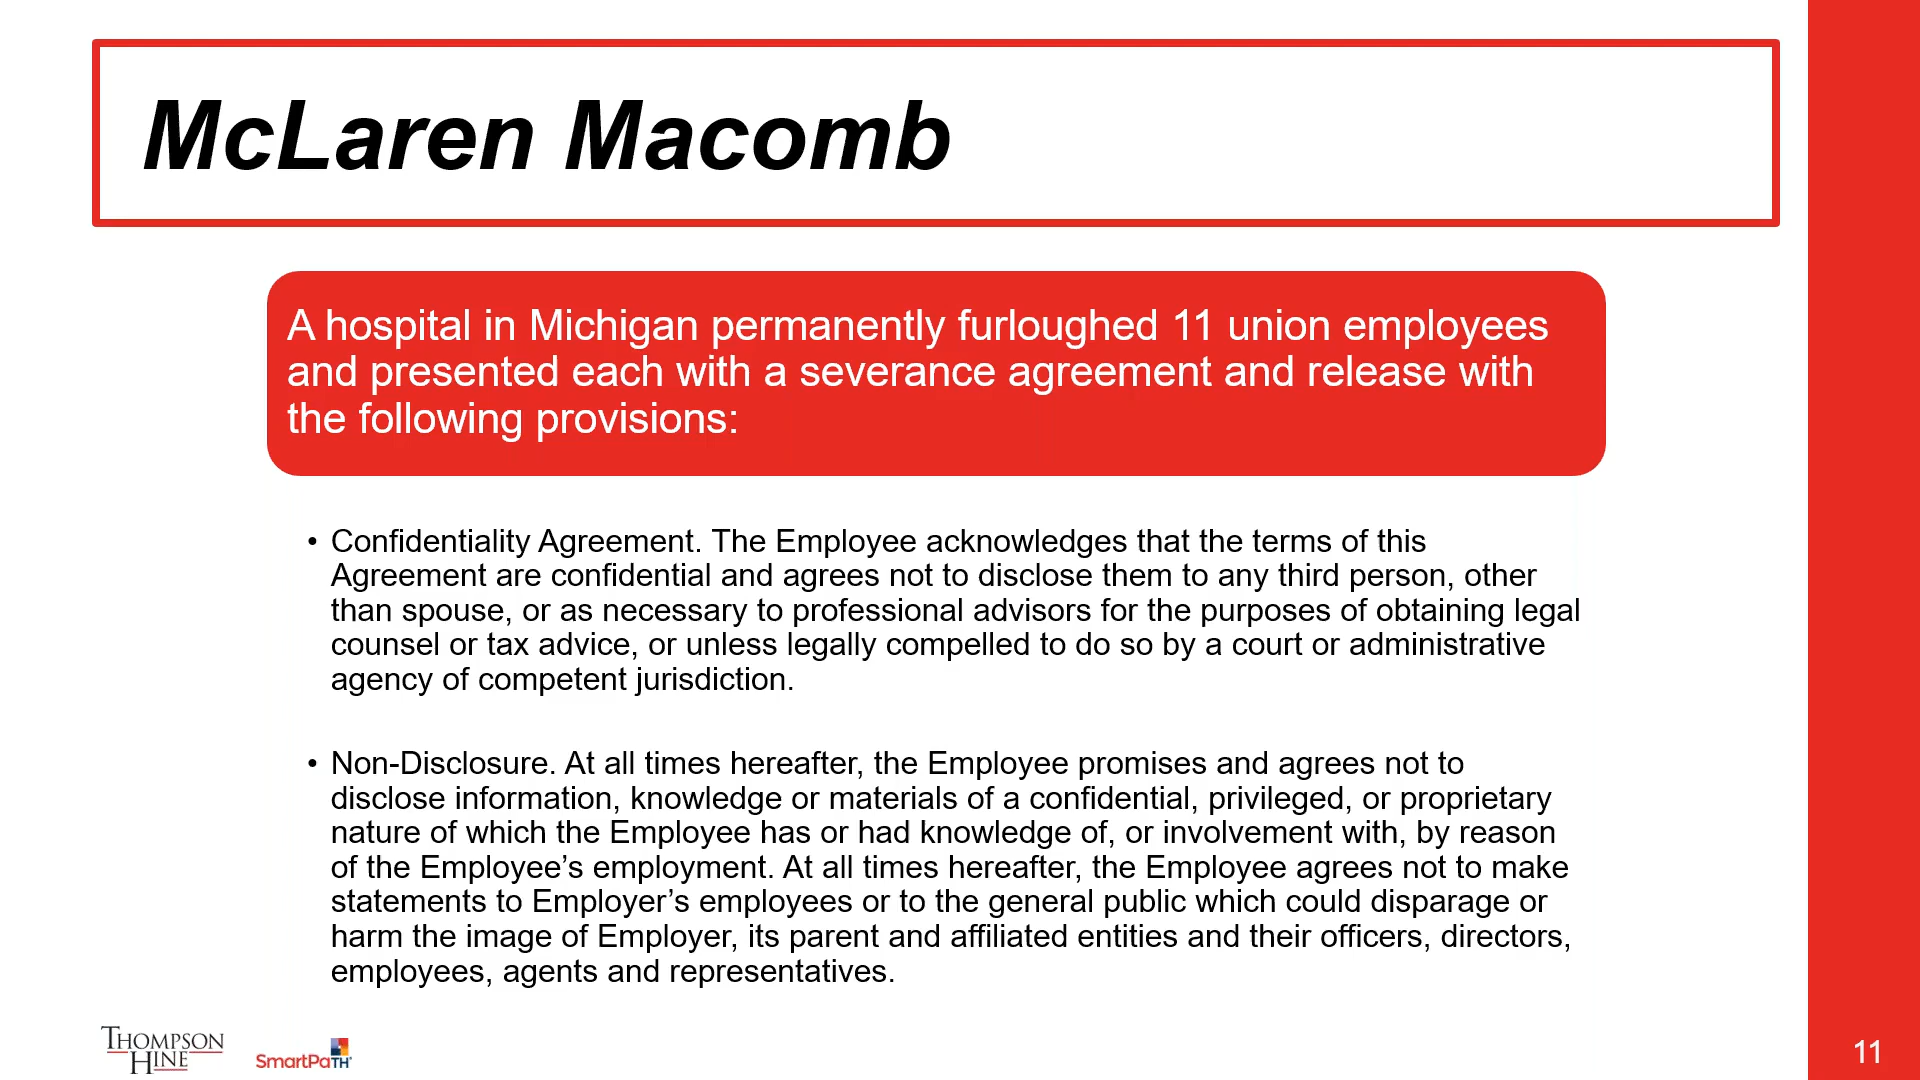 McLaren Macomb
A hospital in Michigan permanently furloughed 11 union employees
and presented each with a severance agreement and release with
the following provisions:
• Confidentiality Agreement. The Employee acknowledges that the terms of this
Agreement are confidential and agrees not to disclose them to any third person, other
than spouse, or as necessary to professional advisors for the purposes of obtaining legal
counsel or tax advice, or unless legally compelled to do so by a court or administrative
agency of competent jurisdiction.
• Non-Disclosure. At all times hereafter, the Employee promises and agrees not to
disclose information, knowledge or materials of a confidential, privileged, or proprietary
nature of which the Employee has or had knowledge of, or involvement with, by reason
of the Employee’s employment. At all times hereafter, the Employee agrees not to make
statements to Employer’s employees or to the general public which could disparage or
harm the image of Employer, its parent and affiliated entities and their officers, directors,
employees, agents and representatives.
THOMPSON
HINE
SmartPaTH
11